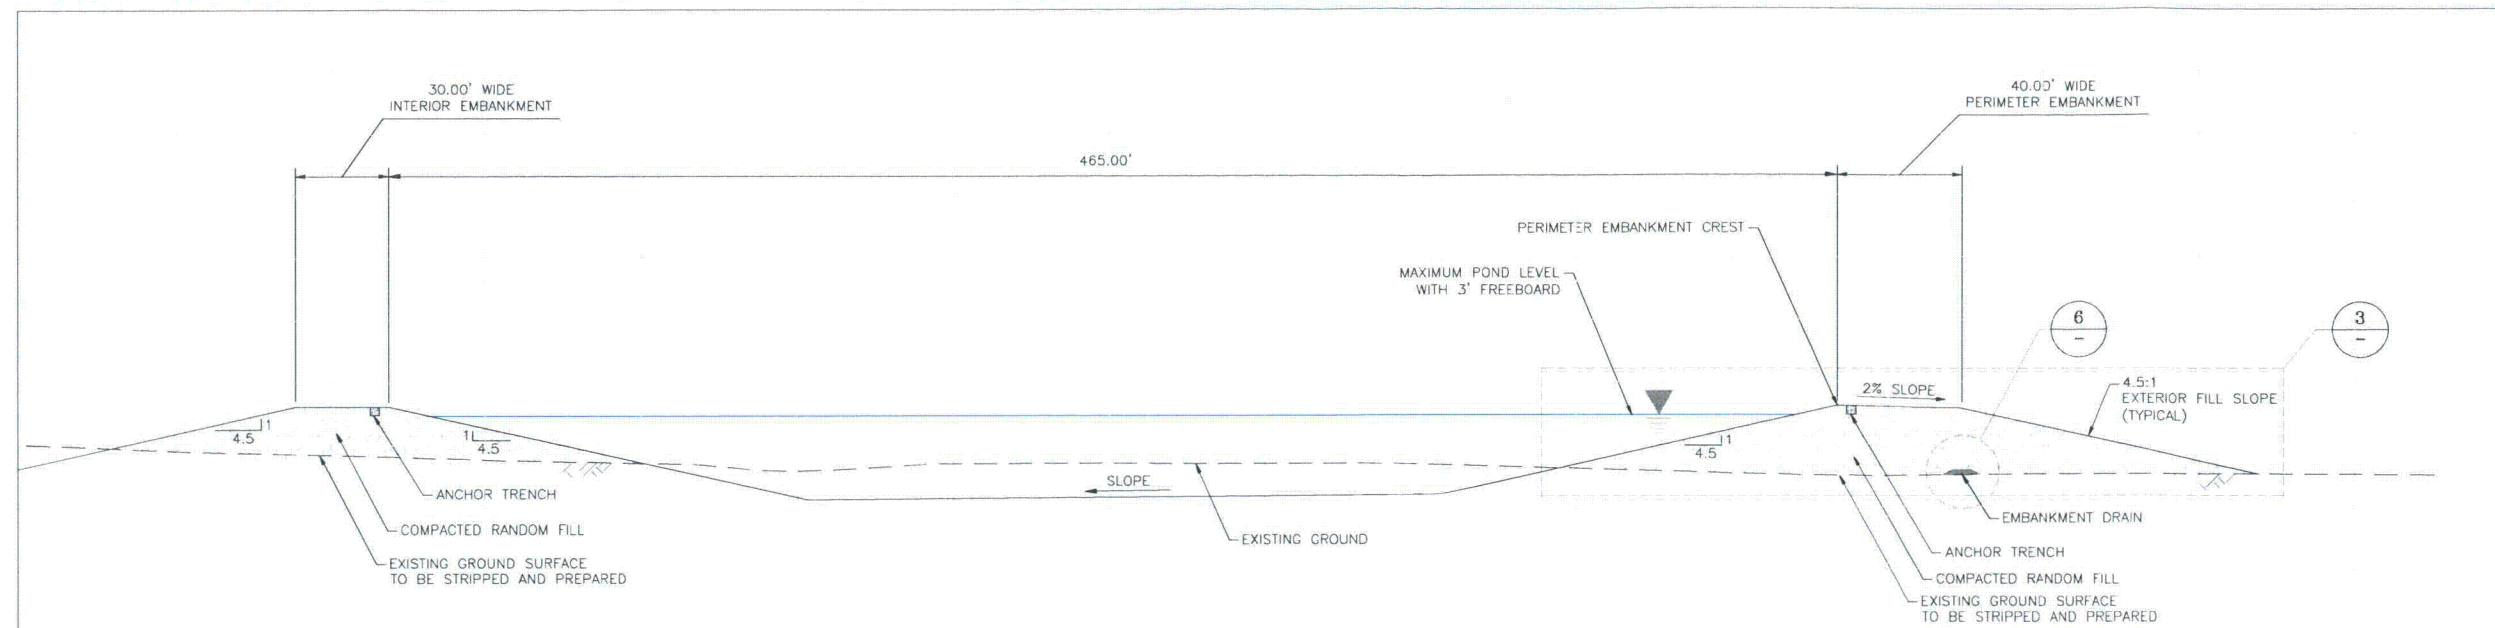 30.00' WIDE
INTERIOR EMBANKMENT
40.00' WIDE
PERIMETER EMBANKMENT
465.00'
PERIMETER EMBANKMENT CREST
MAXIMUM POND LEVEL
WITH 3' FREEBOARD
6
-
3
-
2% SLOPE
4.5:1
EXTERIOR FILL SLOPE
(TYPICAL)
1
4.5
1
4.5
1
4.5
SLOPE
ANCHOR TRENCH
COMPACTED RANDOM FILL
EXISTING GROUND SURFACE
TO BE STRIPPED AND PREPARED
EXISTING GROUND
EMBANKMENT DRAIN
ANCHOR TRENCH
COMPACTED RANDOM FILL
EXISTING GROUND SURFACE
TO BE STRIPPED AND PREPARED